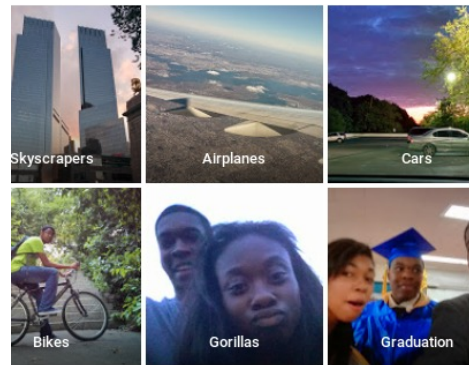 Skyscrapers
Airplanes
Cars
Bikes
Gorillas
Graduation